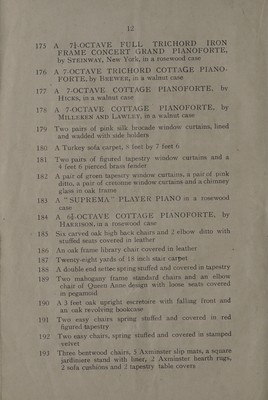 12
175 A 7⅓-OCTAVE FULL TRICHORD IRON
FRAME CONCERT GRAND PIANOFORTE,
by STEINWAY, New York, in a rosewood case
176 A 7-OCTAVE TRICHORD COTTAGE PIANO-
FORTE, by BREWER, in a walnut case
177 A 7-OCTAVE COTTAGE PIANOFORTE, by
HICKS, in a walnut case
178 A 7-OCTAVE COTTAGE PIANOFORTE, by
MILLEREN AND LAWLEY, in a walnut case
179 Two pairs of pink silk brocade window curtains, lined
and wadded with side holders
180 A Turkey sofa carpet, 8 feet by 7 feet 6
181 Two pairs of figured tapestry window curtains and a
4 feet 6 pierced brass fender
182 A pair of green tapestry window curtains, a pair of pink
ditto, a pair of cretonne window curtains and a chimney
glass in oak frame
183 A "SUPREMA" PLAYER PIANO in a rosewood
case
184 A 6⅞-OCTAVE COTTAGE PIANOFORTE, by
HARRISON, in a rosewood case
185 Six carved oak high back chairs and 2 elbow ditto with
stuffed seats covered in leather
186 An oak frame library chair covered in leather
187 Twenty-eight yards of 18 inch stair carpet
188 A double end settee spring stuffed and covered in tapestry
189 Two mahogany frame standard chairs and an elbow
chair of Queen Anne design with loose seats covered
in pegamoid
190 A 3 feet oak upright escretoire with falling front and
an oak revolving bookcase
191 Two easy chairs spring stuffed and covered in red
figured tapestry
192 Two easy chairs, spring stuffed and covered in stamped
velvet
193 Three bentwood chairs, 5 Axminster slip mats, a square
jardiniere stand with liner, 2 Axminster hearth rugs,
2 sofa cushions and 2 tapestry table covers